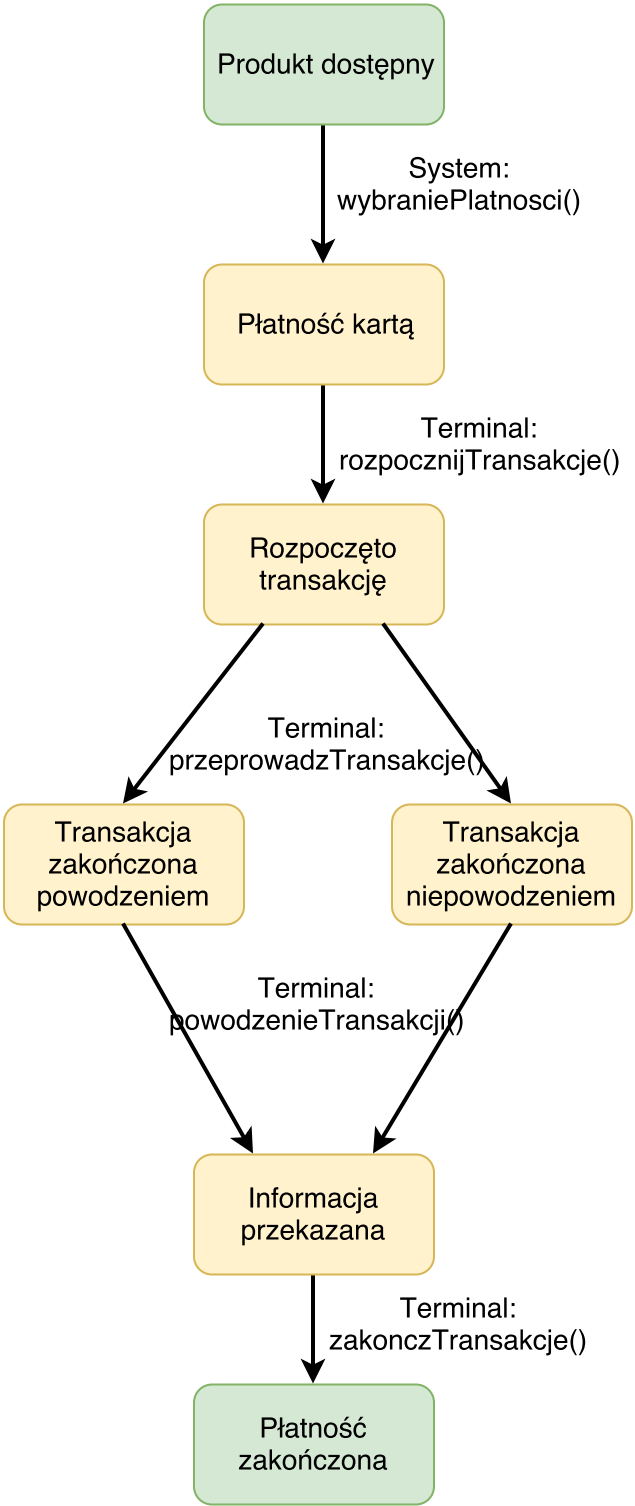 Produkt dostępny
System:
wybraniePlatnosci()
Płatność kartą
Terminal:
rozpocznijTransakcje()
Rozpoczęto
transakcję
Terminal:
przeprowadzTransakcje()
Transakcja
zakończona
powodzeniem
Transakcja
zakończona
niepowodzeniem
Terminal:
powodzenieTransakcji()
Informacja
przekazana
Terminal:
zakonczTransakcje()
Płatność
zakończona